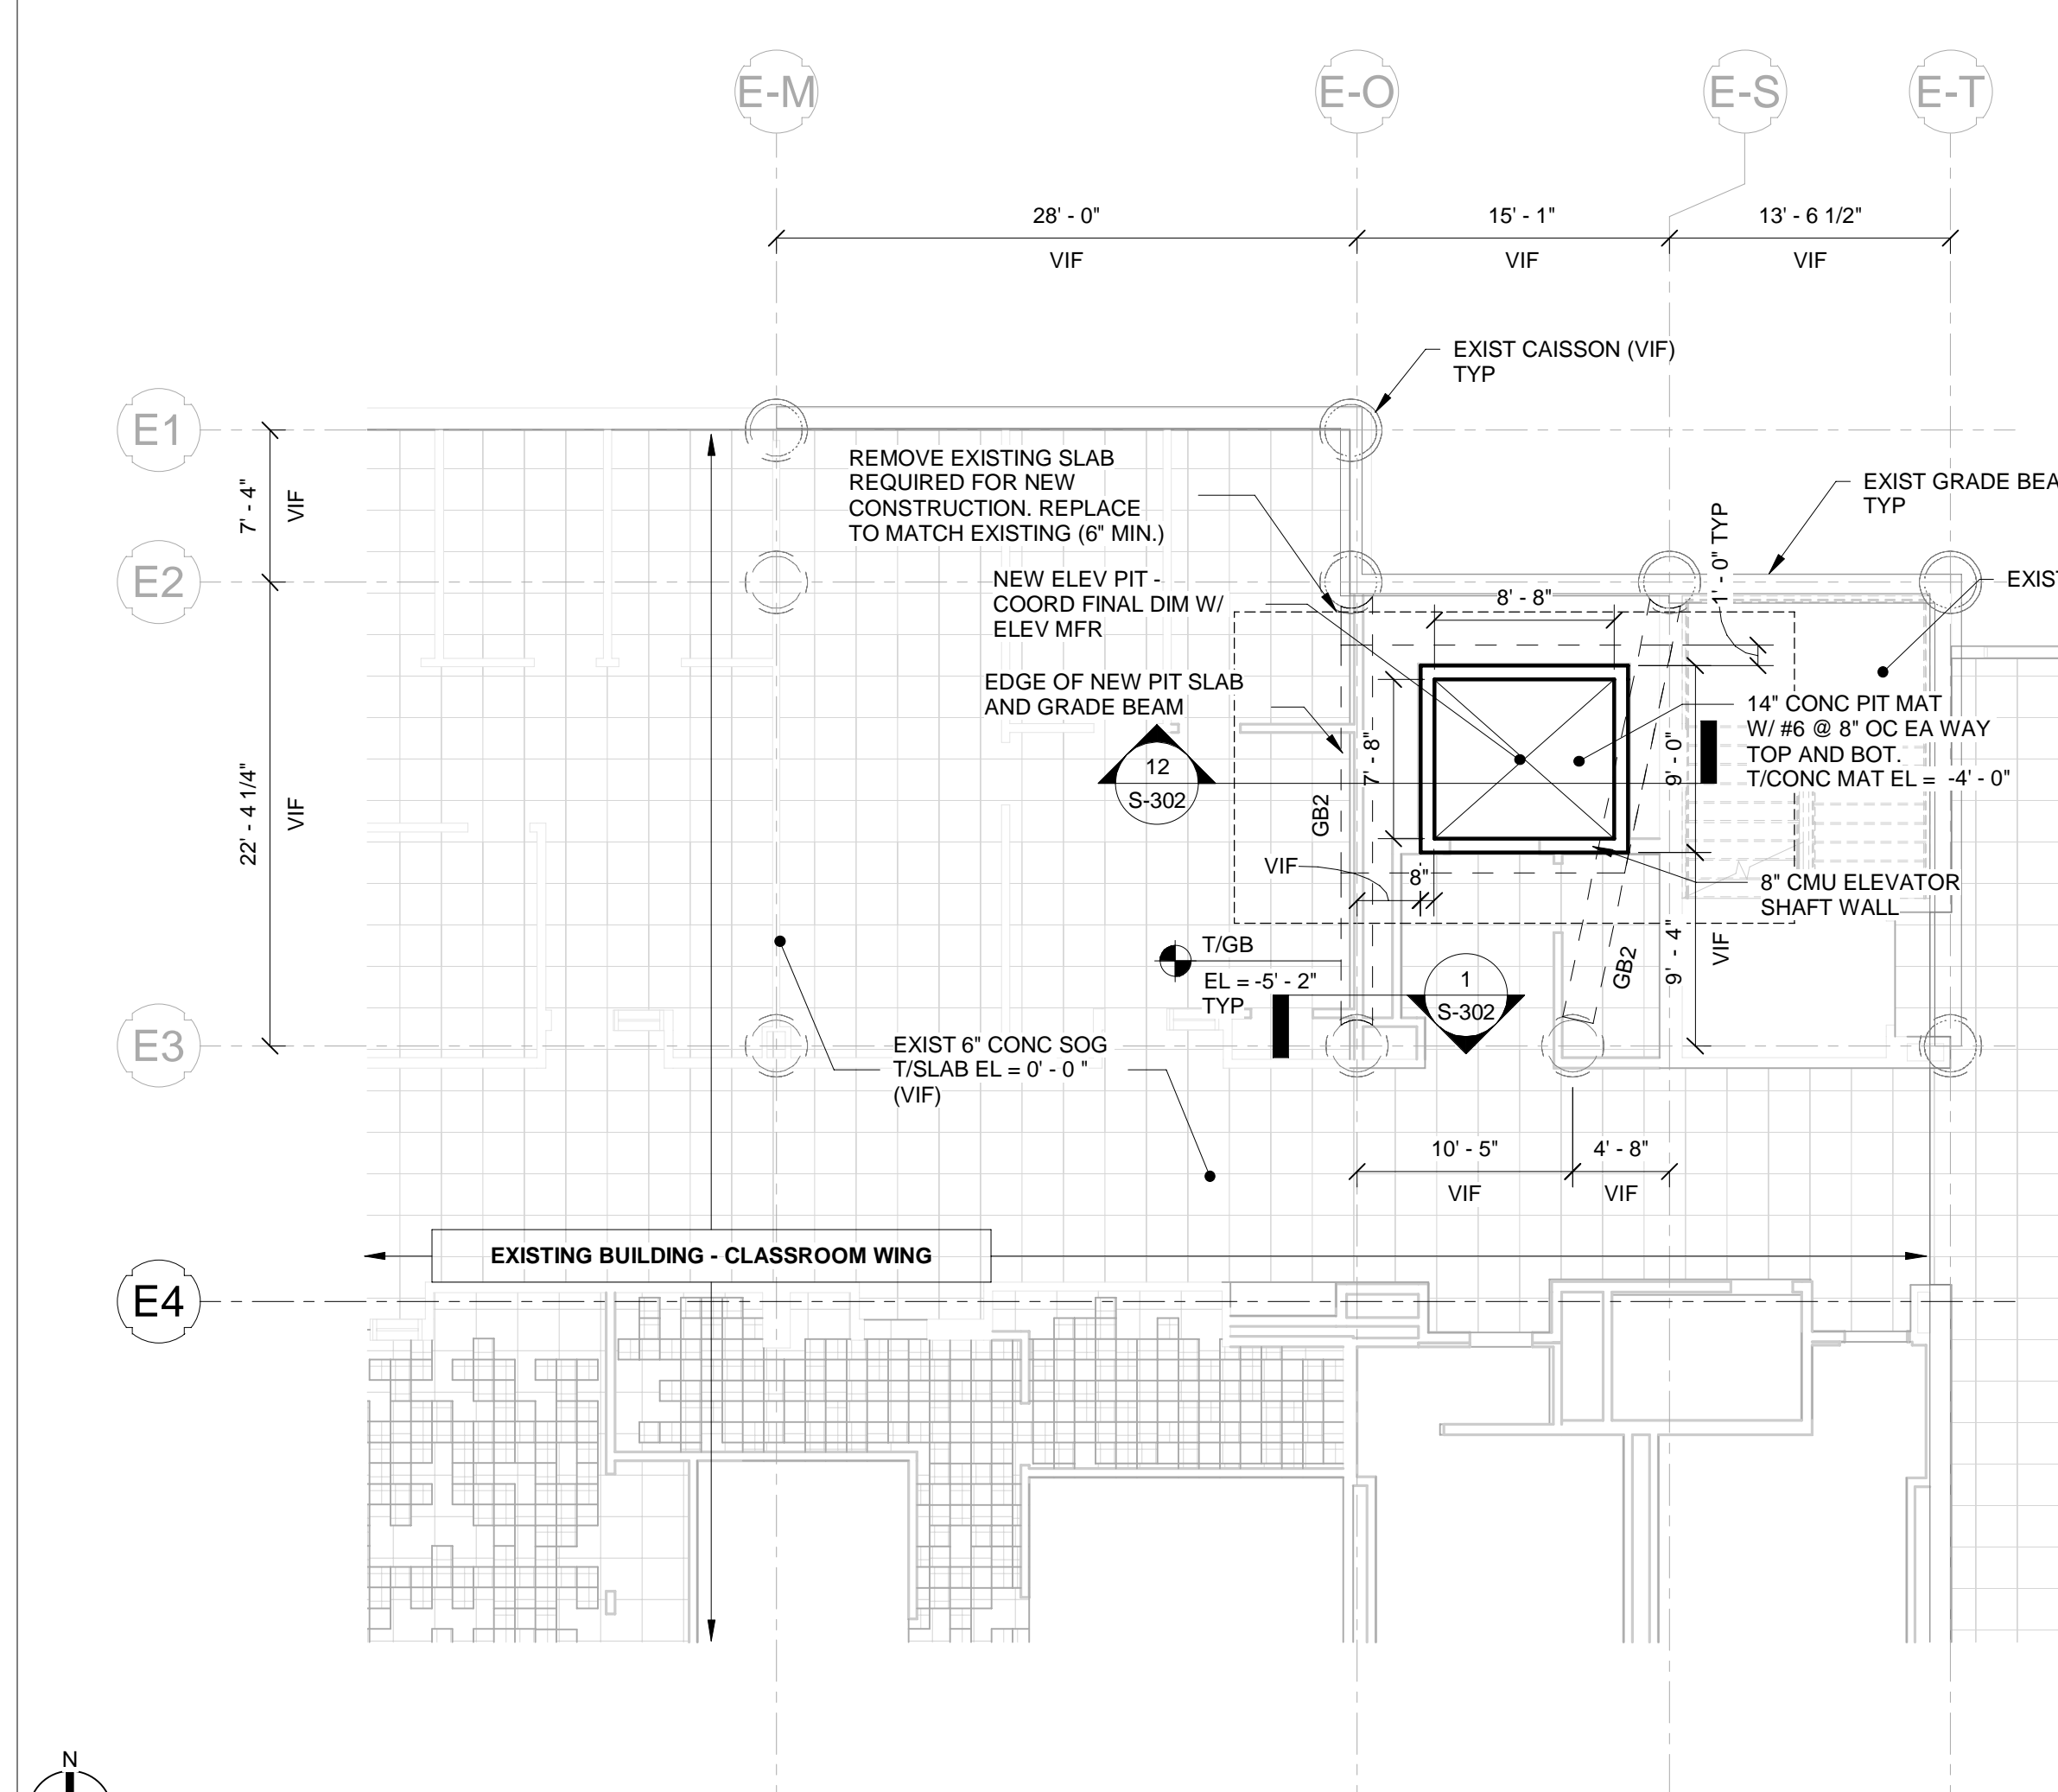 E-M
E-O
E-S
E-T
28' - 0"
VIF
15' - 1"
VIF
13' - 6 1/2"
VIF
EXIST CAISSON (VIF)
TYP
E1
7' - 4"
VIF
REMOVE EXISTING SLAB
REQUIRED FOR NEW
CONSTRUCTION. REPLACE
TO MATCH EXISTING (6" MIN.)
EXIST GRADE BEA
TYP
1' - 0" TYP
E2
NEW ELEV PIT -
COORD FINAL DIM W/
ELEV MFR
8' - 8"
EXIST
EDGE OF NEW PIT SLAB
AND GRADE BEAM
14" CONC PIT MAT
W/ #6 @ 8" OC EA WAY
TOP AND BOT.
T/CONC MAT EL = -4' - 0"
12
S-302
7' - 8"
9' - 0"
22' - 4 1/4"
VIF
GB2
VIF
8"
8" CMU ELEVATOR
SHAFT WALL
T/GB
EL = -5' - 2"
TYP
1
S-302
GB2
9' - 4"
VIF
E3
EXIST 6" CONC SOG
T/SLAB EL = 0' - 0 "
(VIF)
10' - 5"
VIF
4' - 8"
VIF
EXISTING BUILDING - CLASSROOM WING
E4
N